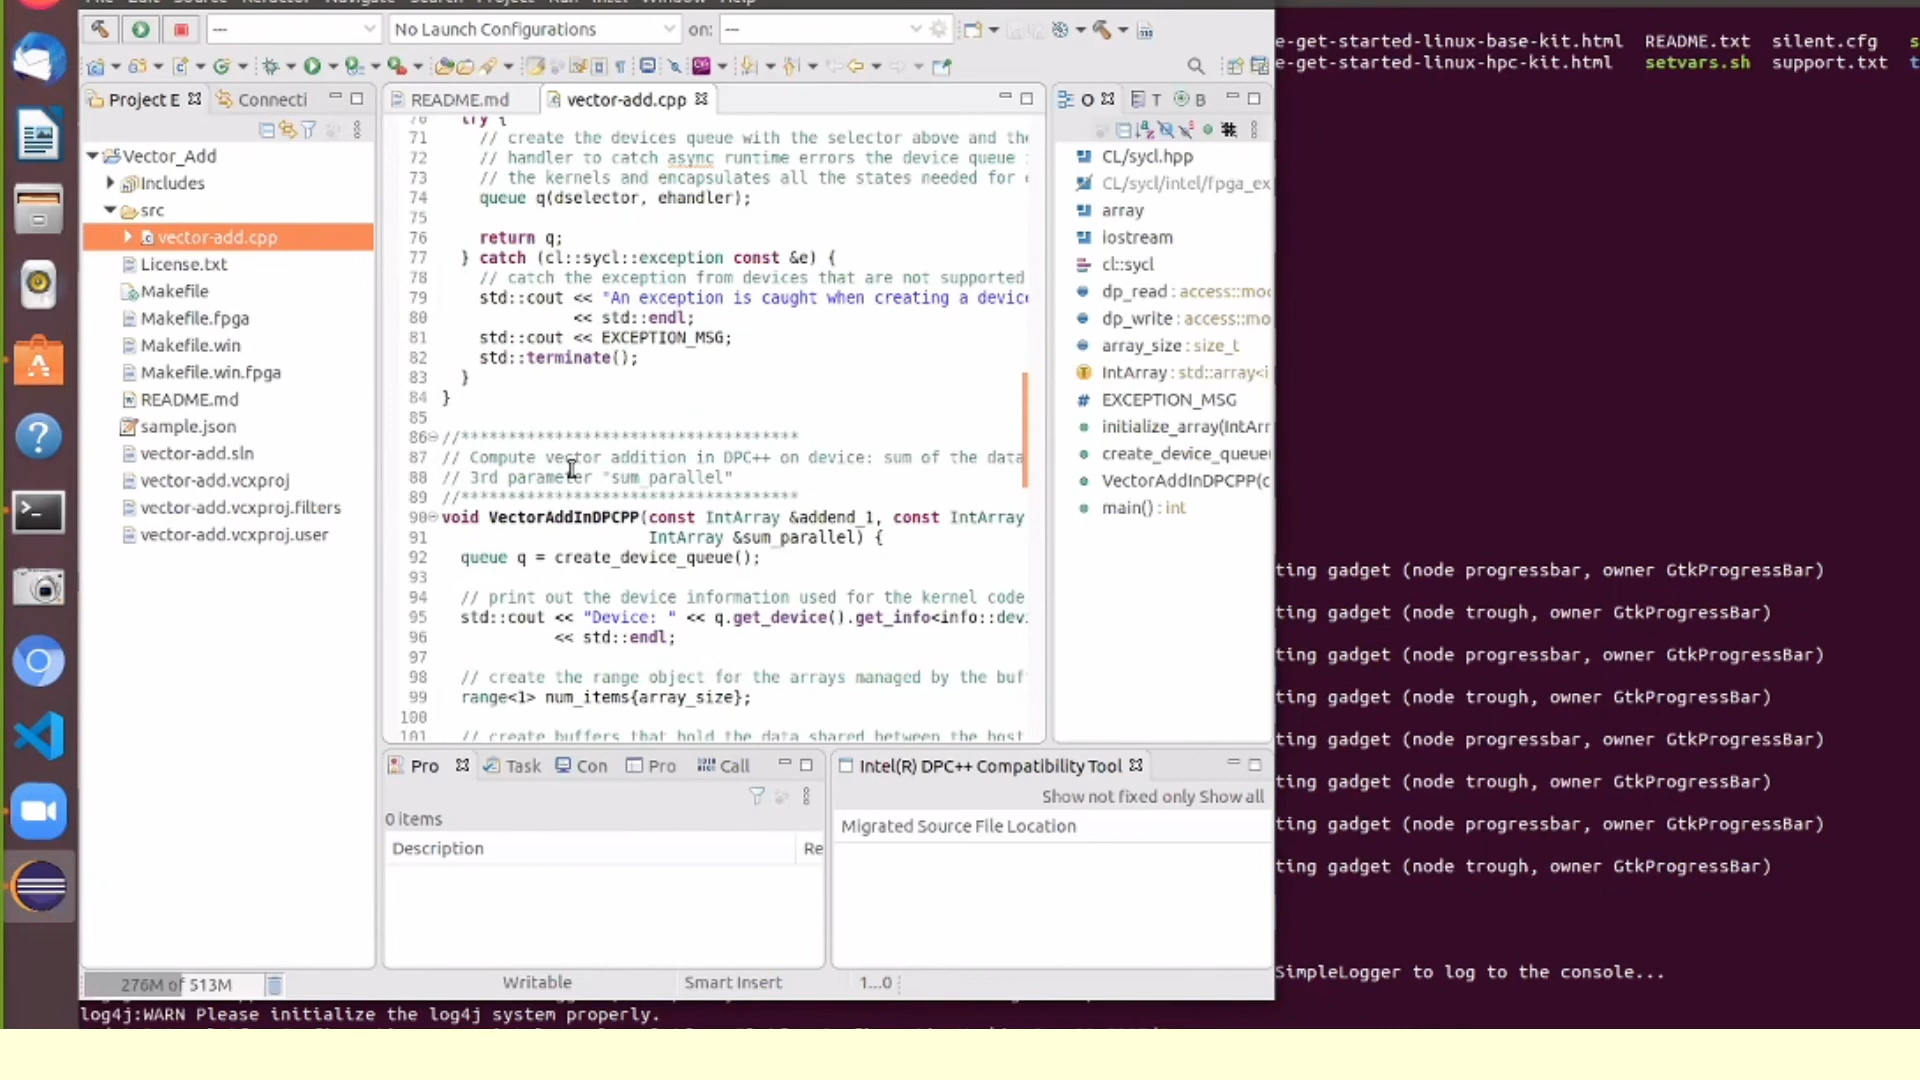 ---
No Launch Configurations
on:
---
Project E
Connecti
Vector_Add
Includes
src
vector-add.cpp
License.txt
Makefile
Makefile.fpga
Makefile.win
Makefile.win.fpga
README.md
sample.json
vector-add.sln
vector-add.vcxproj
vector-add.vcxproj.filters
vector-add.vcxproj.user
README.md
vector-add.cpp
70 try {
71 // create the devices queue with the selector above and the
72 // handler to catch async runtime errors the device queue
73 // the kernels and encapsulates all the states needed for
74 queue q(dselector, ehandler);
75
76 return q;
77 } catch (cl::sycl::exception const &e) {
78 // catch the exception from devices that are not supported
79 std::cout << "An exception is caught when creating a device
80 << std::endl;
81 std::cout << EXCEPTION_MSG;
82 std::terminate();
83 }
84 }
85
86 //************************************
87 // Compute vector addition in DPC++ on device: sum of the data
88 // 3rd parameter "sum_parallel"
89 //************************************
90 void VectorAddInDPCPP(const IntArray &addend_1, const IntArray
91 IntArray &sum_parallel) {
92 queue q = create_device_queue();
93
94 // print out the device information used for the kernel code
95 std::cout << "Device: " << q.get_device().get_info<info::dev
96 << std::endl;
97
98 // create the range object for the arrays managed by the buf
99 range<1> num_items{array_size};
100
101 // create buffers that hold the data shared between the host
O
T
B
CL/sycl.hpp
CL/sycl/intel/fpga_ex
array
iostream
cl::sycl
dp_read : access::mod
dp_write : access::mo
array_size : size_t
IntArray : std::array<i
EXCEPTION_MSG
initialize_array(IntArr
create_device_queue
VectorAddInDPCPP(c
main() : int
Pro
Task
Con
Pro
Call
0 items
Description
Re
Intel(R) DPC++ Compatibility Tool
Show not fixed only Show all
Migrated Source File Location
276M of 513M
Writable
Smart Insert
1...0
e-get-started-linux-base-kit.html README.txt silent.cfg s
e-get-started-linux-hpc-kit.html setvars.sh support.txt t
ting gadget (node progressbar, owner GtkProgressBar)
ting gadget (node trough, owner GtkProgressBar)
ting gadget (node progressbar, owner GtkProgressBar)
ting gadget (node trough, owner GtkProgressBar)
ting gadget (node progressbar, owner GtkProgressBar)
ting gadget (node trough, owner GtkProgressBar)
ting gadget (node progressbar, owner GtkProgressBar)
ting gadget (node trough, owner GtkProgressBar)
SimpleLogger to log to the console...
log4j:WARN Please initialize the log4j system properly.